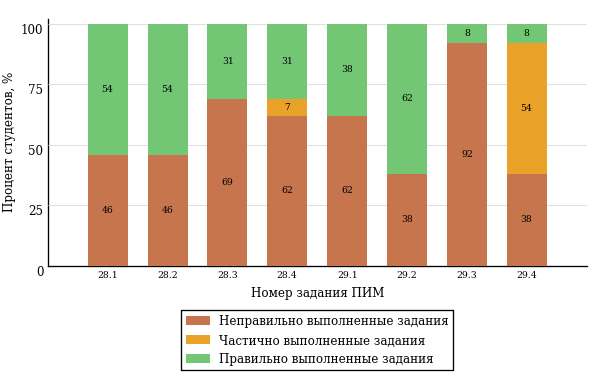 Процент студентов, %
100
75
50
25
0
54 54 31 31 38 62 8 8
7 54
46 46 69 62 62 38 92 38
28.1 28.2 28.3 28.4 29.1 29.2 29.3 29.4
Номер задания ПИМ
Неправильно выполненные задания
Частично выполненные задания
Правильно выполненные задания